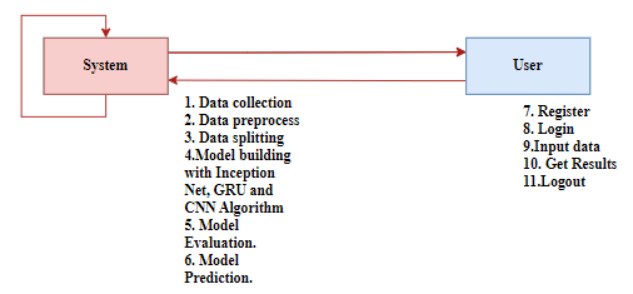 System
User
1. Data collection
2. Data preprocess
3. Data splitting
4.Model building
with Inception
Net, GRU and
CNN Algorithm
5. Model
Evaluation.
6. Model
Prediction.
7. Register
8. Login
9.Input data
10. Get Results
11.Logout